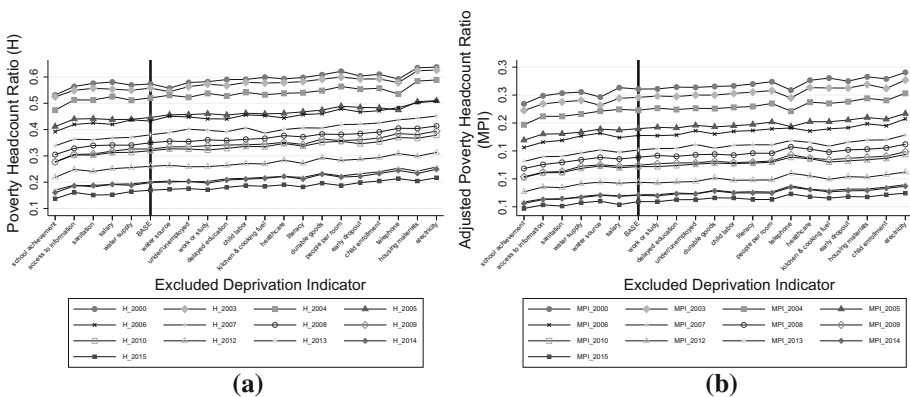 Poverty Headcount Ratio (H)
0.6
0.5
0.4
0.3
0.2
0.1
school achievement
access to information
sanitation
salary
water supply
BASE
water source
under/unemployed
work or study
delayed education
child labor
kitchen & cooking fuel
healthcare
literacy
durable goods
people per room
early dropout
child enrollment
telephone
housing materials
electricity
Excluded Deprivation Indicator
H_2000 H_2003 H_2004 H_2005
H_2006 H_2007 H_2008 H_2009
H_2010 H_2012 H_2013 H_2014
H_2015
(a)
Adjusted Poverty Headcount Ratio
(MPI)
0.3
0.3
0.2
0.2
0.1
0.1
school achievement
access to information
sanitation
water supply
water source
salary
BASE
work or study
delayed education
under/unemployed
durable goods
child labor
literacy
people per room
telephone
healthcare
kitchen & cooking fuel
early dropout
housing materials
child enrollment
electricity
Excluded Deprivation Indicator
MPI_2000 MPI_2003 MPI_2004 MPI_2005
MPI_2006 MPI_2007 MPI_2008 MPI_2009
MPI_2010 MPI_2012 MPI_2013 MPI_2014
MPI_2015
(b)